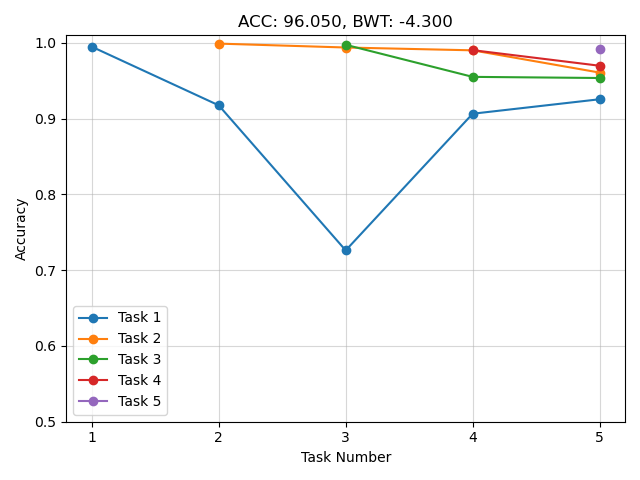 ACC: 96.050, BWT: -4.300
1.0
0.9
0.8
0.7
0.6
0.5
Accuracy
Task 1
Task 2
Task 3
Task 4
Task 5
1 2 3 4 5
Task Number